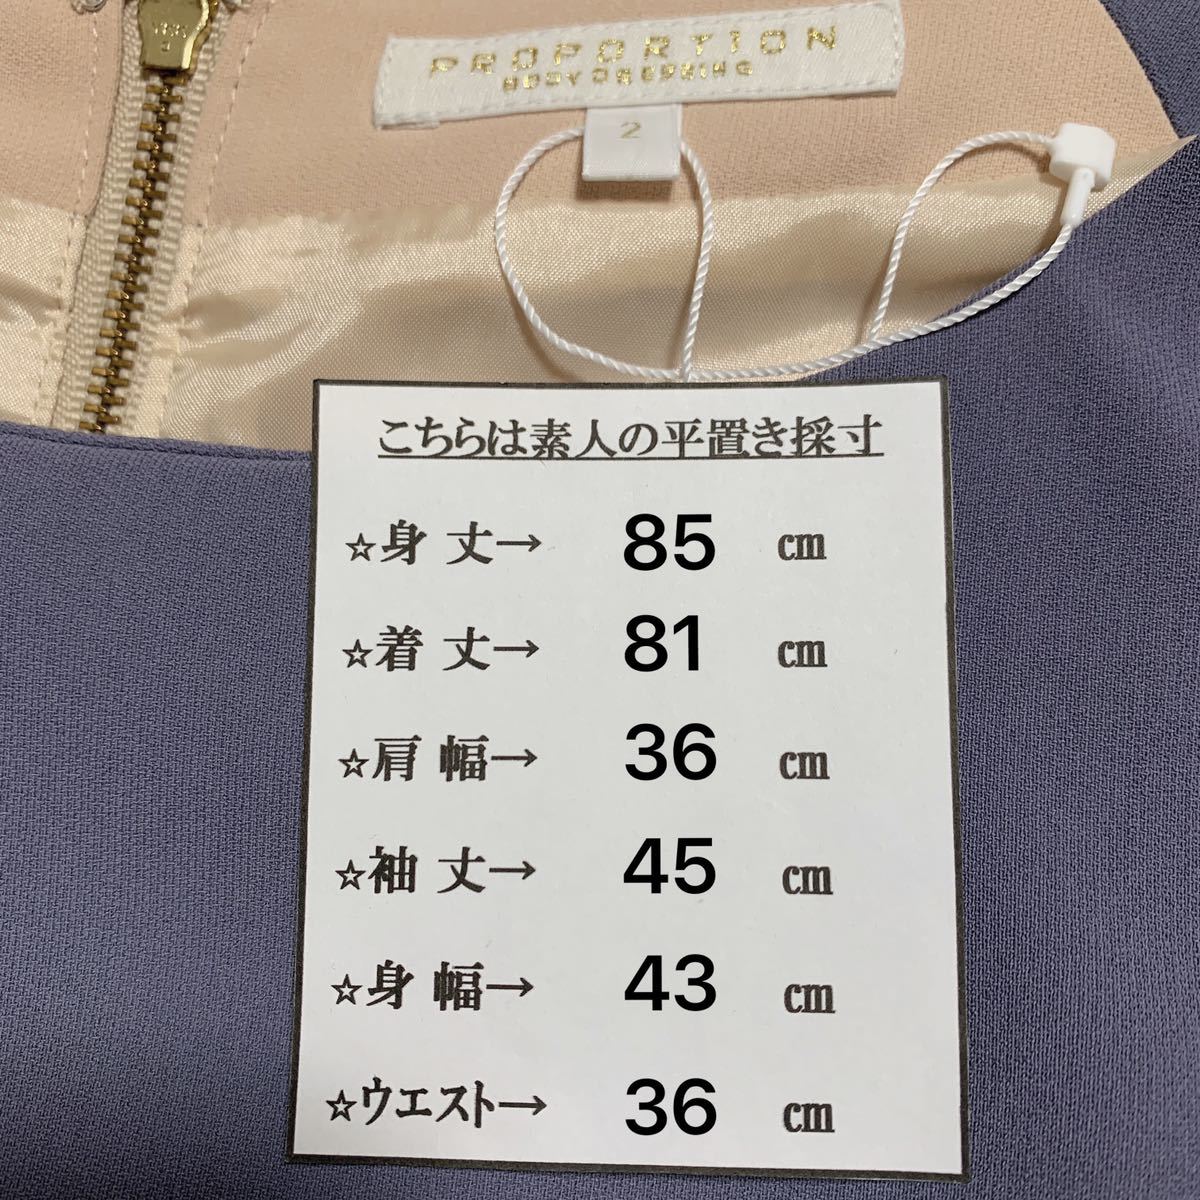 PROPORTION
BODY DRESSING
2
こちらは素人の平置き採寸
☆身 丈→ 85 cm
☆着 丈→ 81 cm
☆肩 幅→ 36 cm
☆袖 丈→ 45 cm
☆身 幅→ 43 cm
☆ウエスト→ 36 cm